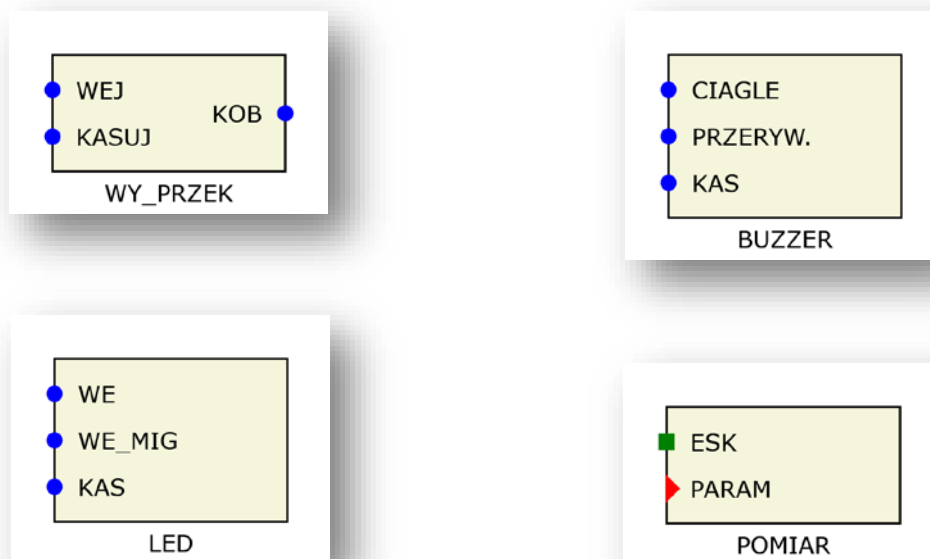 WEJ
KASUJ
KOB
WY_PRZEK
CIAGLE
PRZERYW.
KAS
BUZZER
WE
WE_MIG
KAS
LED
ESK
PARAM
POMIAR